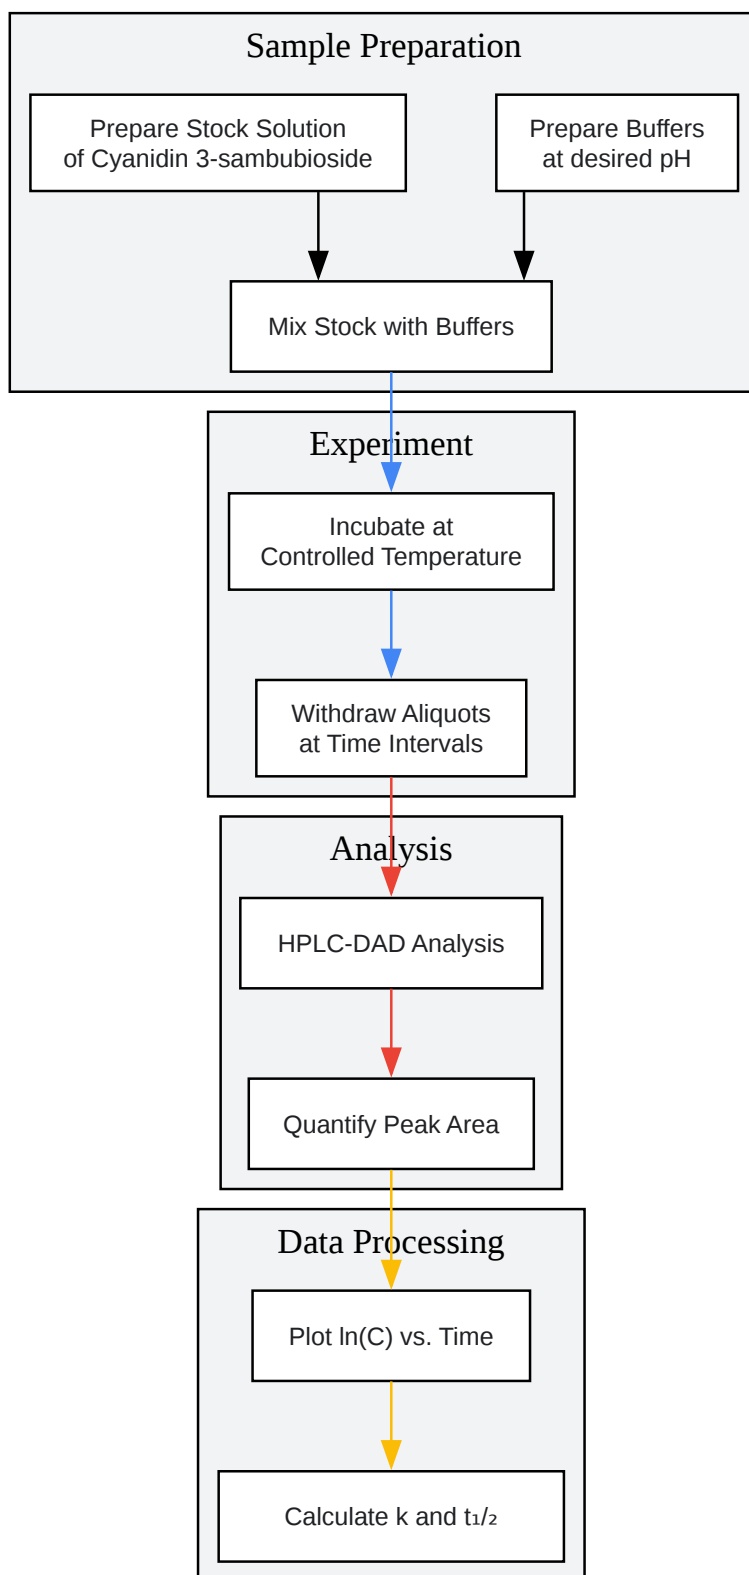 Sample Preparation
Prepare Stock Solution
of Cyanidin 3-sambubioside
Prepare Buffers
at desired pH
Mix Stock with Buffers
Experiment
Incubate at
Controlled Temperature
Withdraw Aliquots
at Time Intervals
Analysis
HPLC-DAD Analysis
Quantify Peak Area
Data Processing
Plot ln(C) vs. Time
Calculate k and t₁/₂